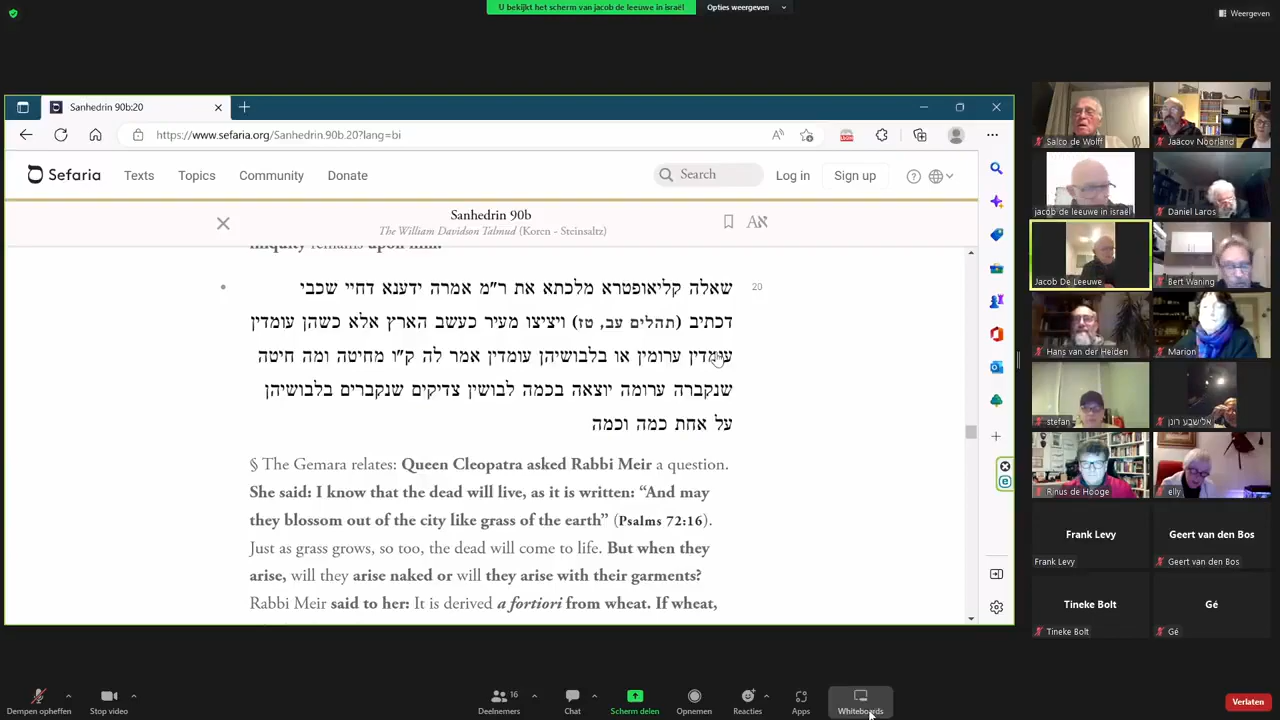 U bekijkt het scherm van jacob de leeuwe in israël
Opties weergeven
Weergeven
Sanhedrin 90b:20
https://www.sefaria.org/Sanhedrin.90b.20?lang=bi
Sefaria
Texts
Topics
Community
Donate
Search
Log in
Sign up
Sanhedrin 90b
The William Davidson Talmud (Koren - Steinsaltz)
iniquity remains upon him.
20
שאלה קליאופטרא מלכתא את ר"מ אמרה ידענא דחיי שכבי
דכתיב (תהלים עב, טז) ויציצו מעיר כעשב הארץ אלא כשהן עומדין
עומדין ערומין או בלבושיהן עומדין אמר לה ק"ו מחיטה ומה חיטה
שנקברה ערומה יוצאה בכמה לבושין צדיקים שנקברים בלבושיהן
על אחת כמה וכמה
§ The Gemara relates: Queen Cleopatra asked Rabbi Meir a question.
She said: I know that the dead will live, as it is written: “And may
they blossom out of the city like grass of the earth” (Psalms 72:16).
Just as grass grows, so too, the dead will come to life. But when they
arise, will they arise naked or will they arise with their garments?
Rabbi Meir said to her: It is derived a fortiori from wheat. If wheat,
Salco de Wolff
Jaäcov Noorland
jacob de leeuwe in israël
Daniel Laros
Jacob De Leeuwe
Bert Waning
Hans van der Heiden
Marion
stefan
אלישבע רונן
Rinus de Hooge
elly
Frank Levy
Frank Levy
Geert van den Bos
Geert van den Bos
Tineke Bolt
Tineke Bolt
Gé
Gé
Dempen opheffen
Stop video
16
Deelnemers
Chat
Scherm delen
Opnemen
Reacties
Apps
Whiteboards
Verlaten